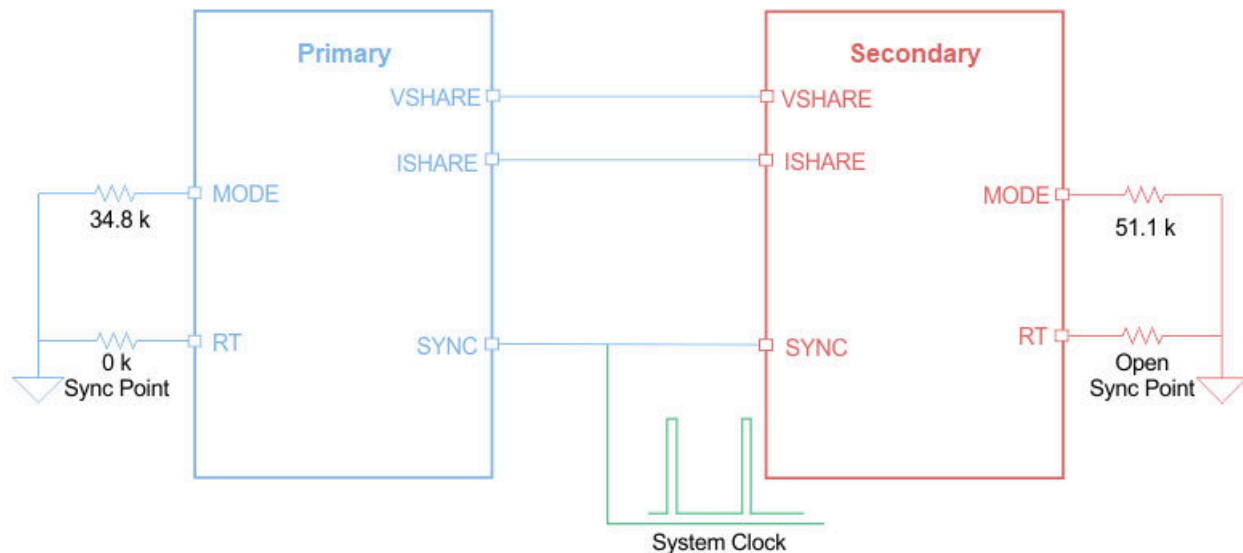 Primary
Secondary
VSHARE
VSHARE
ISHARE
ISHARE
MODE
MODE
34.8 k
51.1 k
RT
SYNC
SYNC
RT
0 k
Sync Point
Open
Sync Point
System Clock